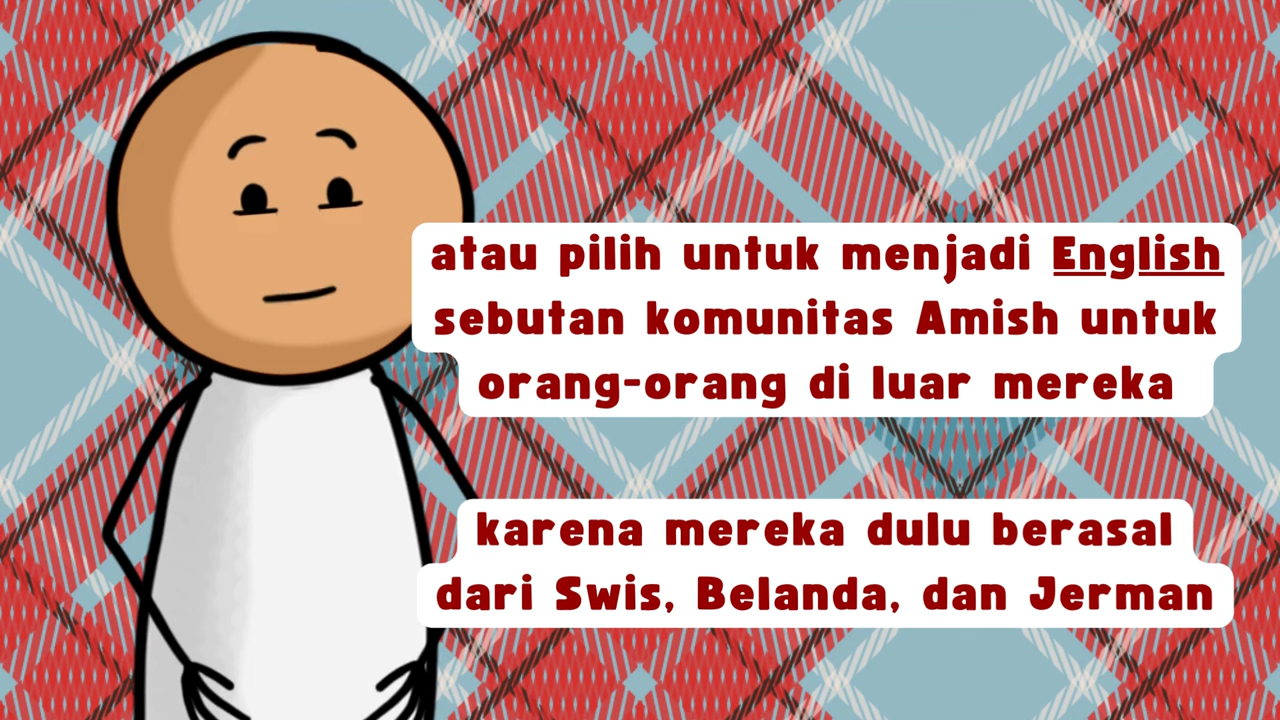 atau pilih untuk menjadi English
sebutan komunitas Amish untuk
orang-orang di luar mereka
karena mereka dulu berasal
dari Swis, Belanda, dan Jerman